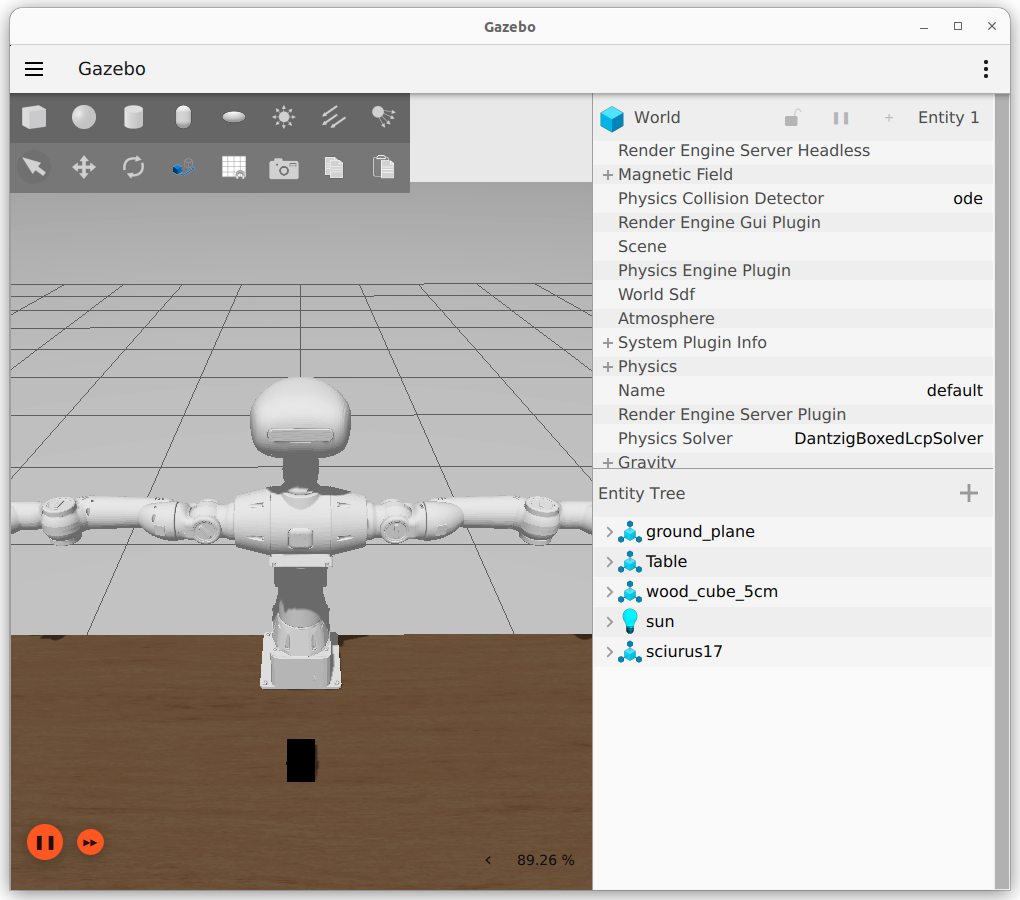 Gazebo
Gazebo
World
Entity 1
Render Engine Server Headless
Magnetic Field
Physics Collision Detector ode
Render Engine Gui Plugin
Scene
Physics Engine Plugin
World Sdf
Atmosphere
System Plugin Info
Physics
Name default
Render Engine Server Plugin
Physics Solver DantzigBoxedLcpSolver
Gravity
Entity Tree
ground_plane
Table
wood_cube_5cm
sun
sciurus17
89.26 %